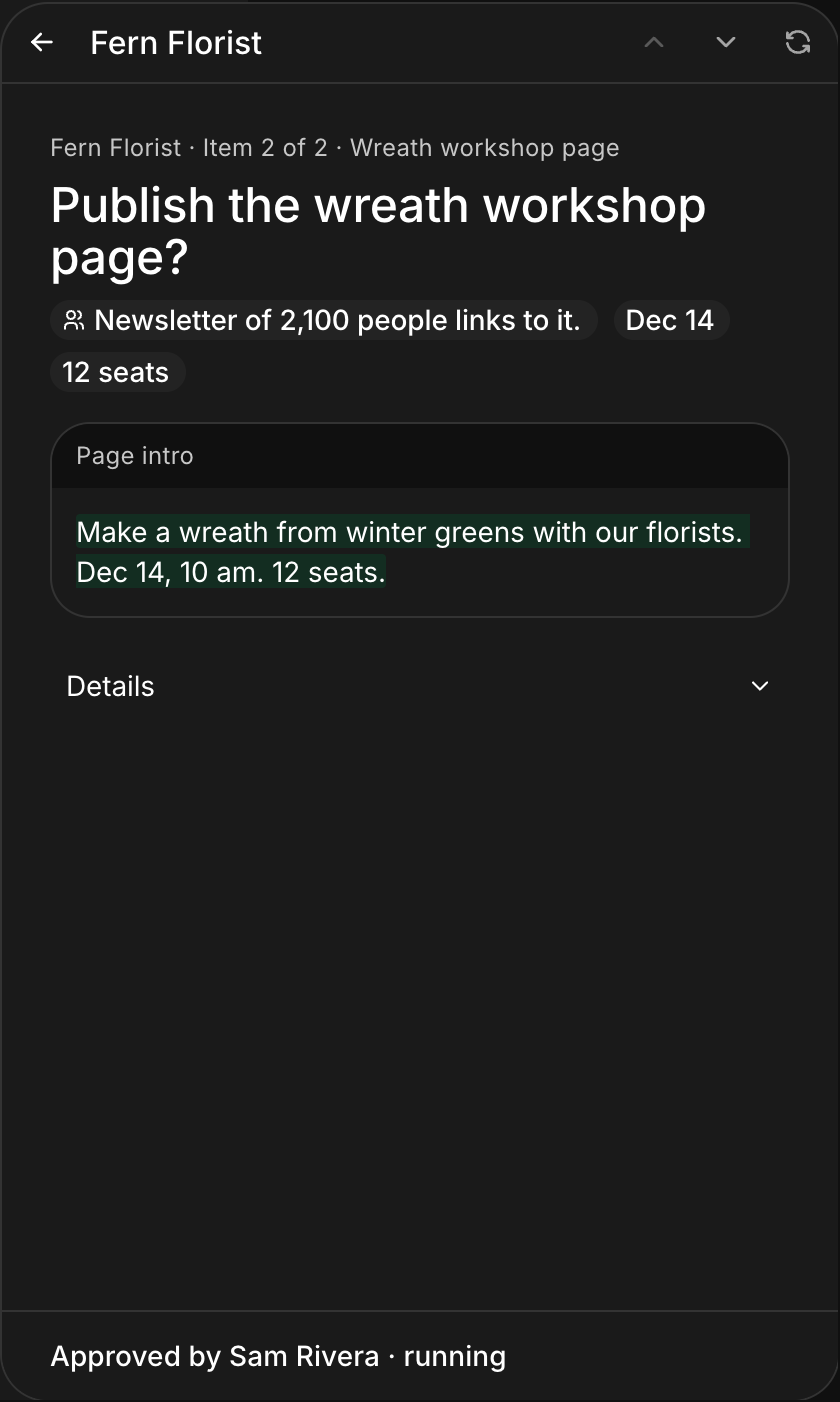 Fern Florist
Fern Florist · Item 2 of 2 · Wreath workshop page
Publish the wreath workshop
page?
Newsletter of 2,100 people links to it.
Dec 14
12 seats
Page intro
Make a wreath from winter greens with our florists.
Dec 14, 10 am. 12 seats.
Details
Approved by Sam Rivera · running